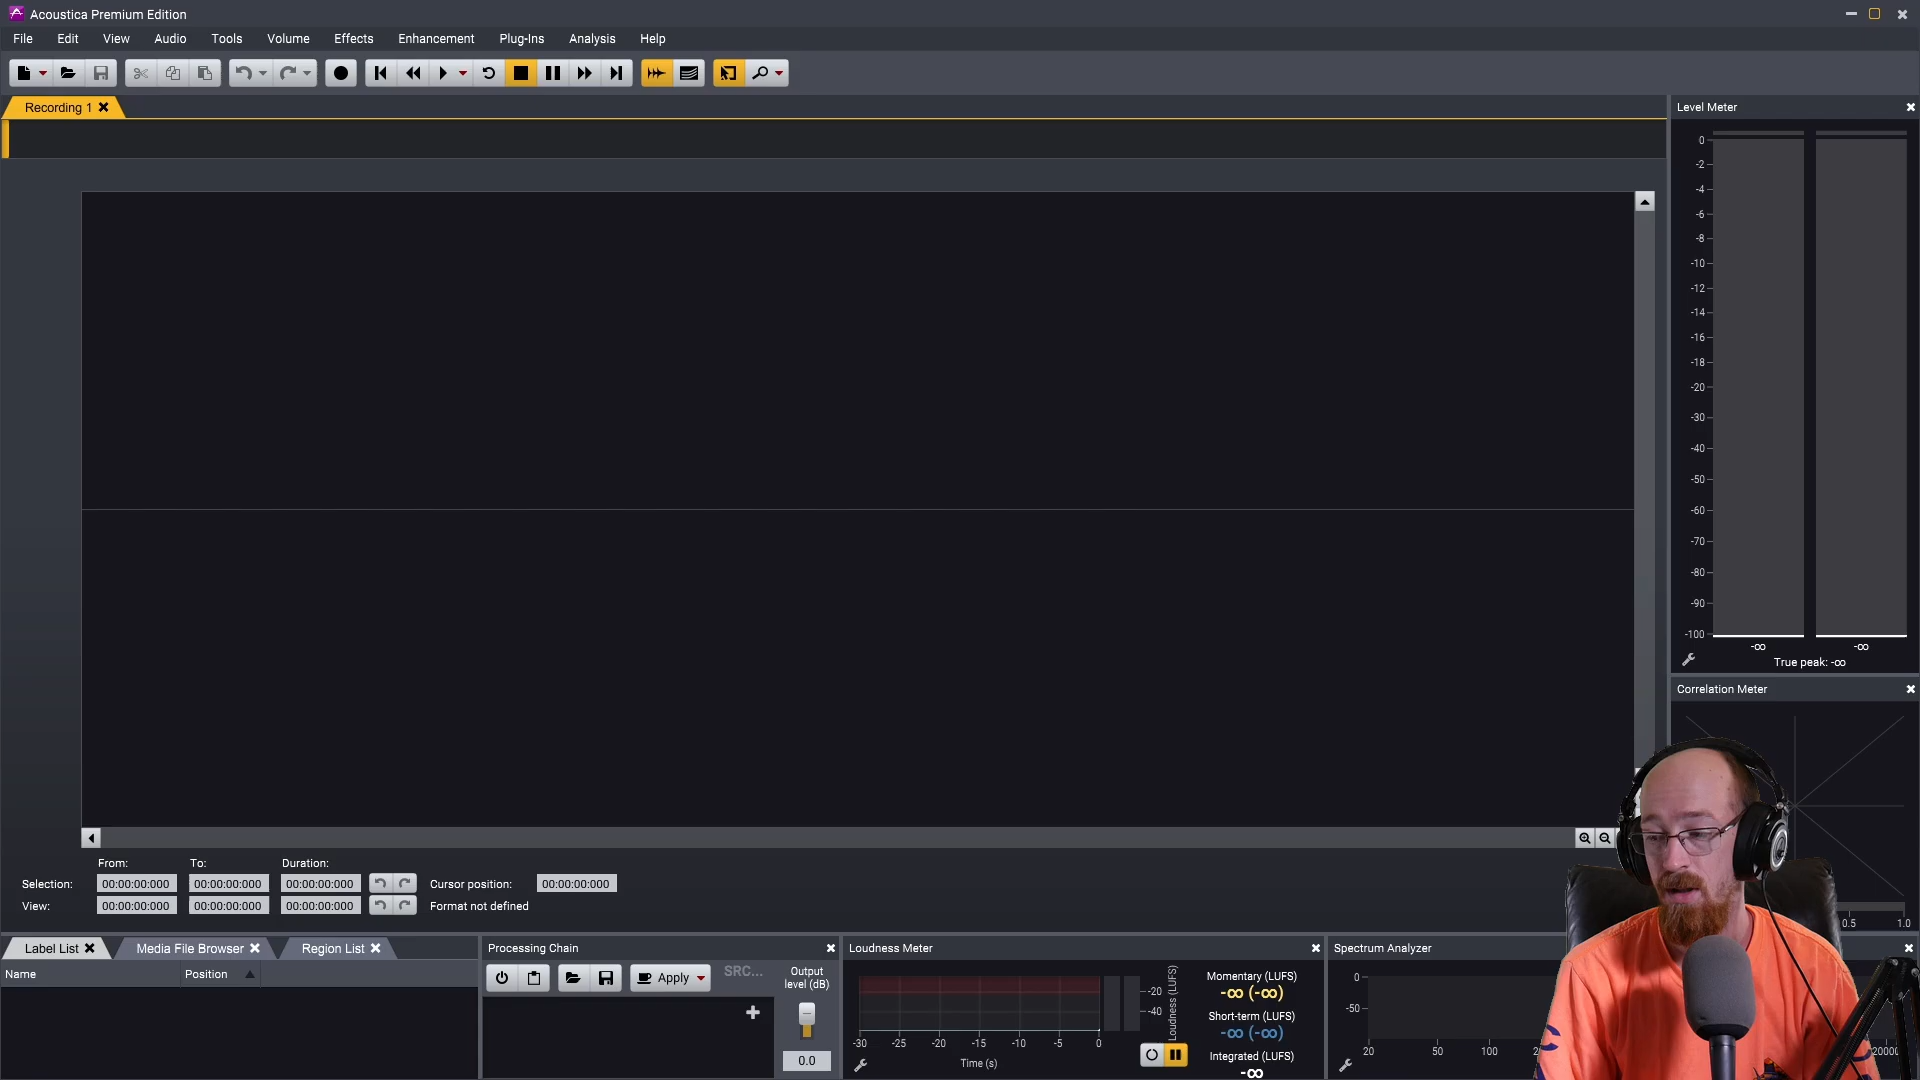 Acoustica Premium Edition
File Edit View Audio Tools Volume Effects Enhancement Plug-Ins Analysis Help
Recording 1
Level Meter
0
-2
-4
-6
-8
-10
-12
-14
-16
-18
-20
-30
-40
-50
-60
-70
-80
-90
-100
-∞ -∞
True peak: -∞
Correlation Meter
0.5 1.0
From: To: Duration:
Selection: 00:00:00:000 00:00:00:000 00:00:00:000 Cursor position: 00:00:00:000
View: 00:00:00:000 00:00:00:000 00:00:00:000 Format not defined
Label List Media File Browser Region List
Name Position
Processing Chain
Apply SRC...
Output
level (dB)
0.0
Loudness Meter
-20
-40
Loudness (LUFS)
-30 -25 -20 -15 -10 -5 0
Time (s)
Momentary (LUFS)
-∞ (-∞)
Short-term (LUFS)
-∞ (-∞)
Integrated (LUFS)
-∞
Spectrum Analyzer
0
-50
20 50 100 20000